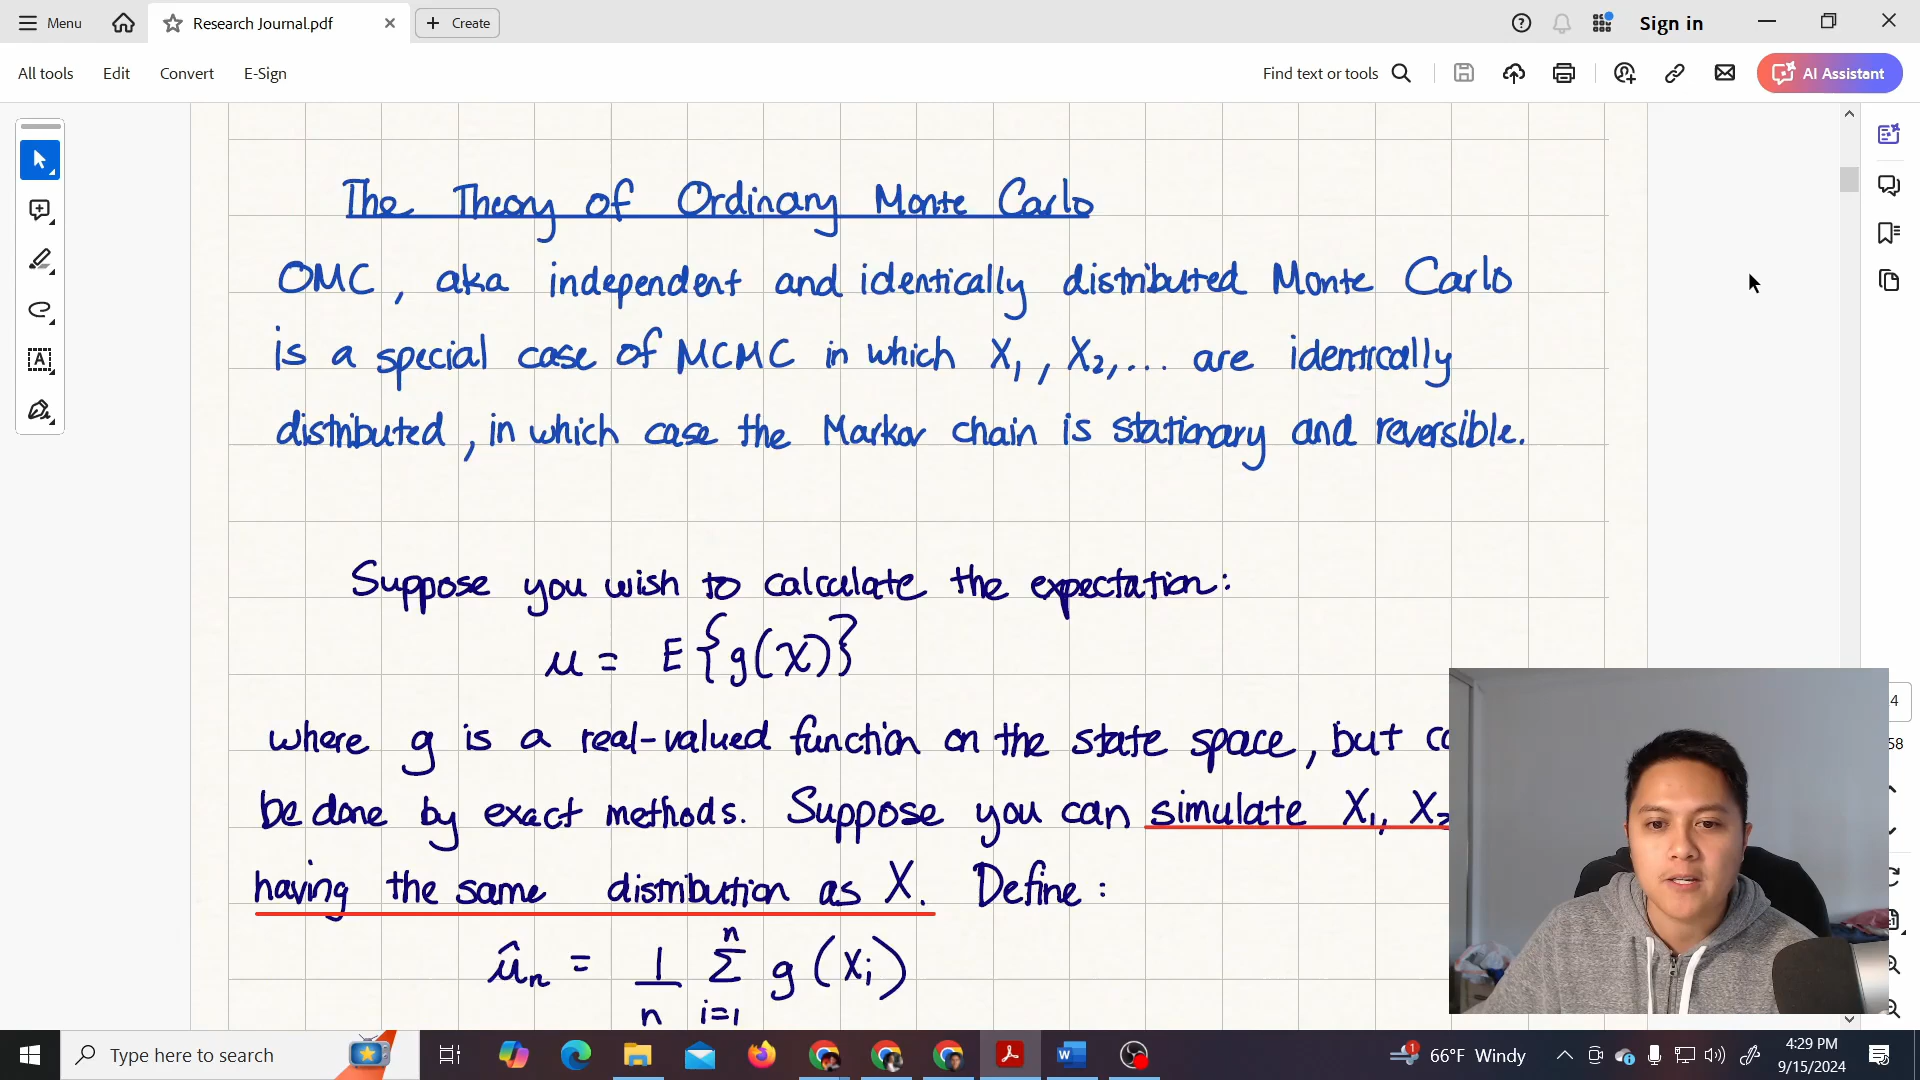 Menu
Research Journal.pdf
Create
Sign in
All tools
Edit
Convert
E-Sign
Find text or tools
AI Assistant
The Theory of Ordinary Monte Carlo
OMC, aka independent and identically distributed Monte Carlo
is a special case of MCMC in which X₁, X₂,... are identically
distributed, in which case the Markov chain is stationary and reversible.
Suppose you wish to calculate the expectation:
μ = E{g(X)}
where g is a real-valued function on the state space, but
be done by exact methods. Suppose you can simulate X₁, X₂
having the same distribution as X. Define:
μ̂n = 1/n Σ i=1 n g(Xi)
4
58
Type here to search
1
66°F Windy
4:29 PM
9/15/2024